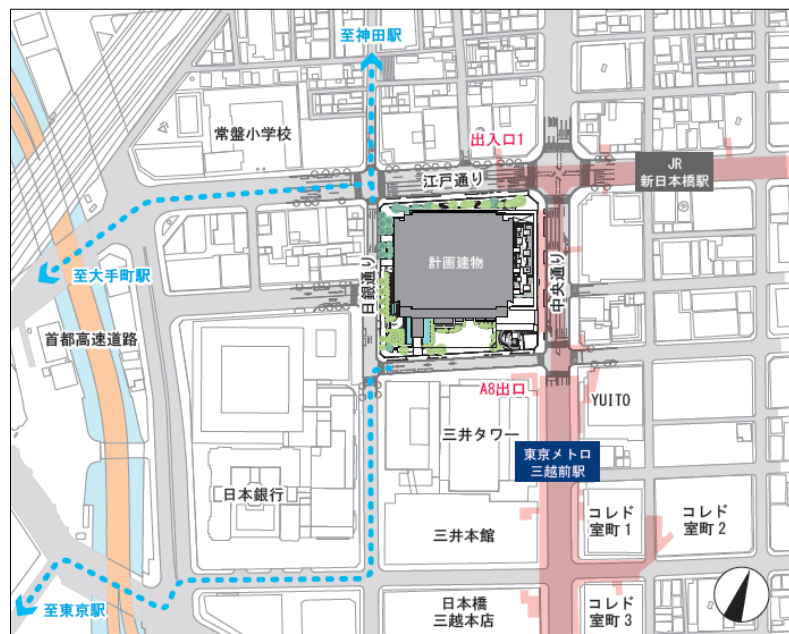 至神田駅
常盤小学校
出入口1
JR
新日本橋駅
江戸通り
計画建物
日銀通り
中央通り
至大手町駅
首都高速道路
A8出口
YUITO
三井タワー
東京メトロ
三越前駅
日本銀行
三井本館
コレド
室町1
コレド
室町2
至東京駅
日本橋
三越本店
コレド
室町3